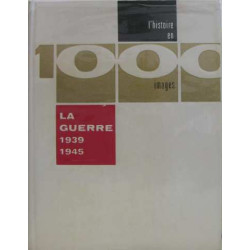 l'histoire
en
1000
images
LA
GUERRE
1939
1945